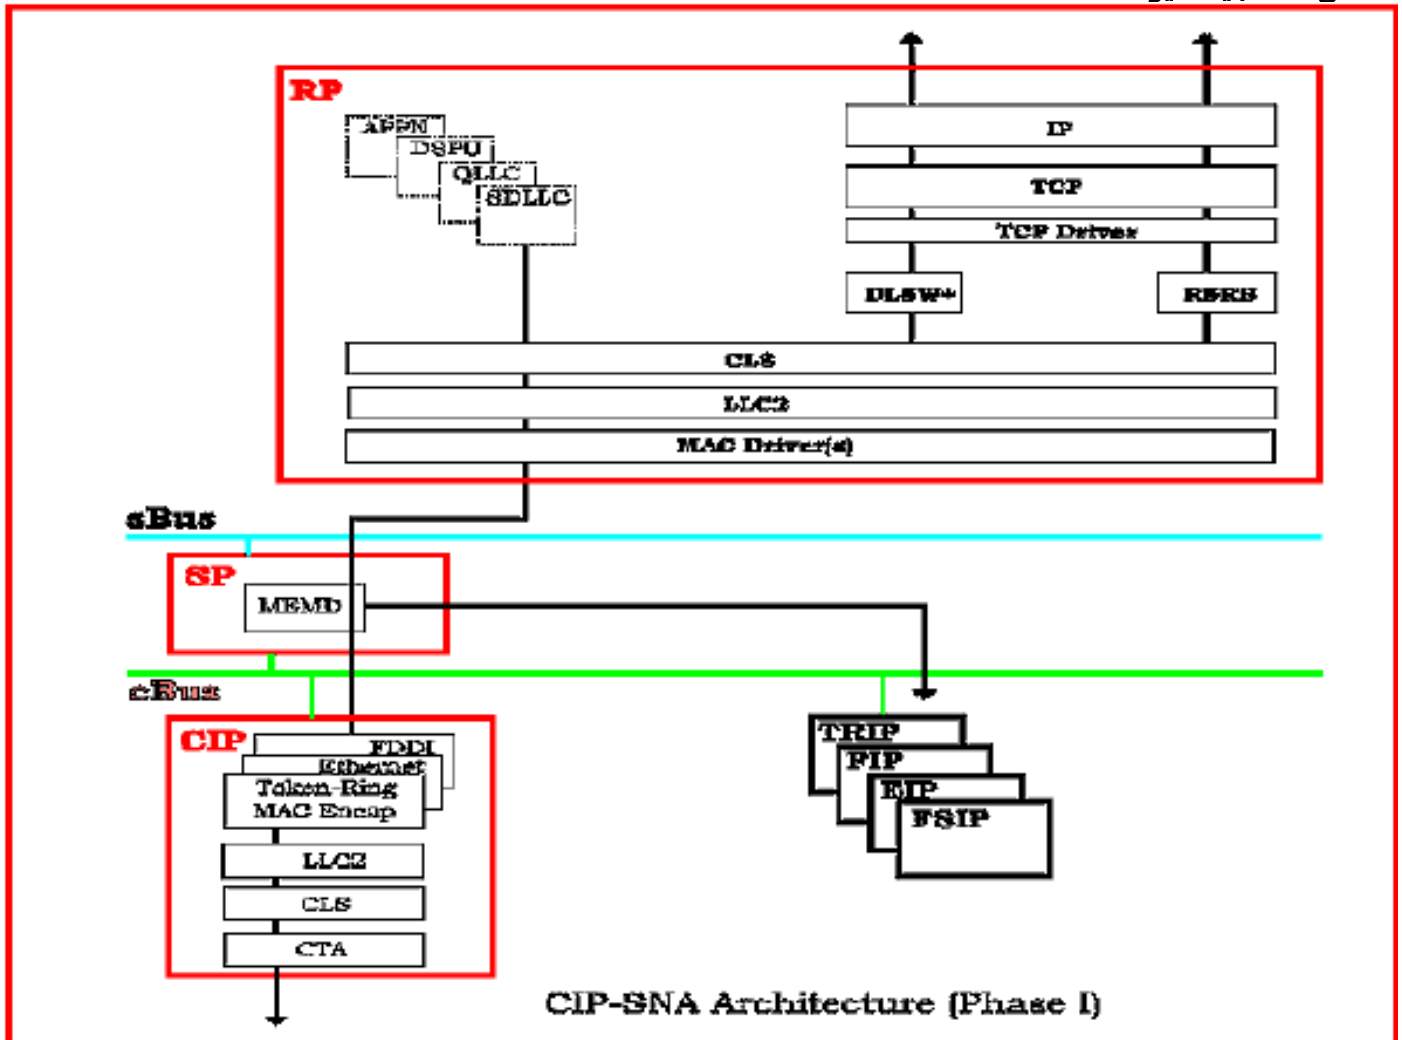 RP
APPN
DSPU
QLLC
SDLLC
IP
TCP
TCP Driver
DLSW+
RSRB
CLS
LLC2
MAC Driver(s)
sBus
SP
MEMD
cBus
CIP
FDDI
Ethernet
Token-Ring
MAC Encap
LLC2
CLS
CTA
TRIP
FIP
EIP
FSIP
CIP-SNA Architecture (Phase I)